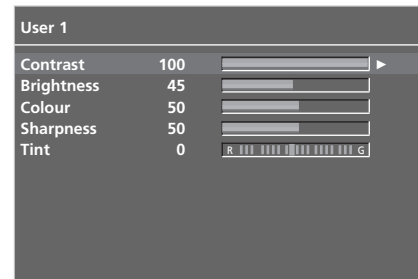 User 1
Contrast 100
Brightness 45
Colour 50
Sharpness 50
Tint 0 R G